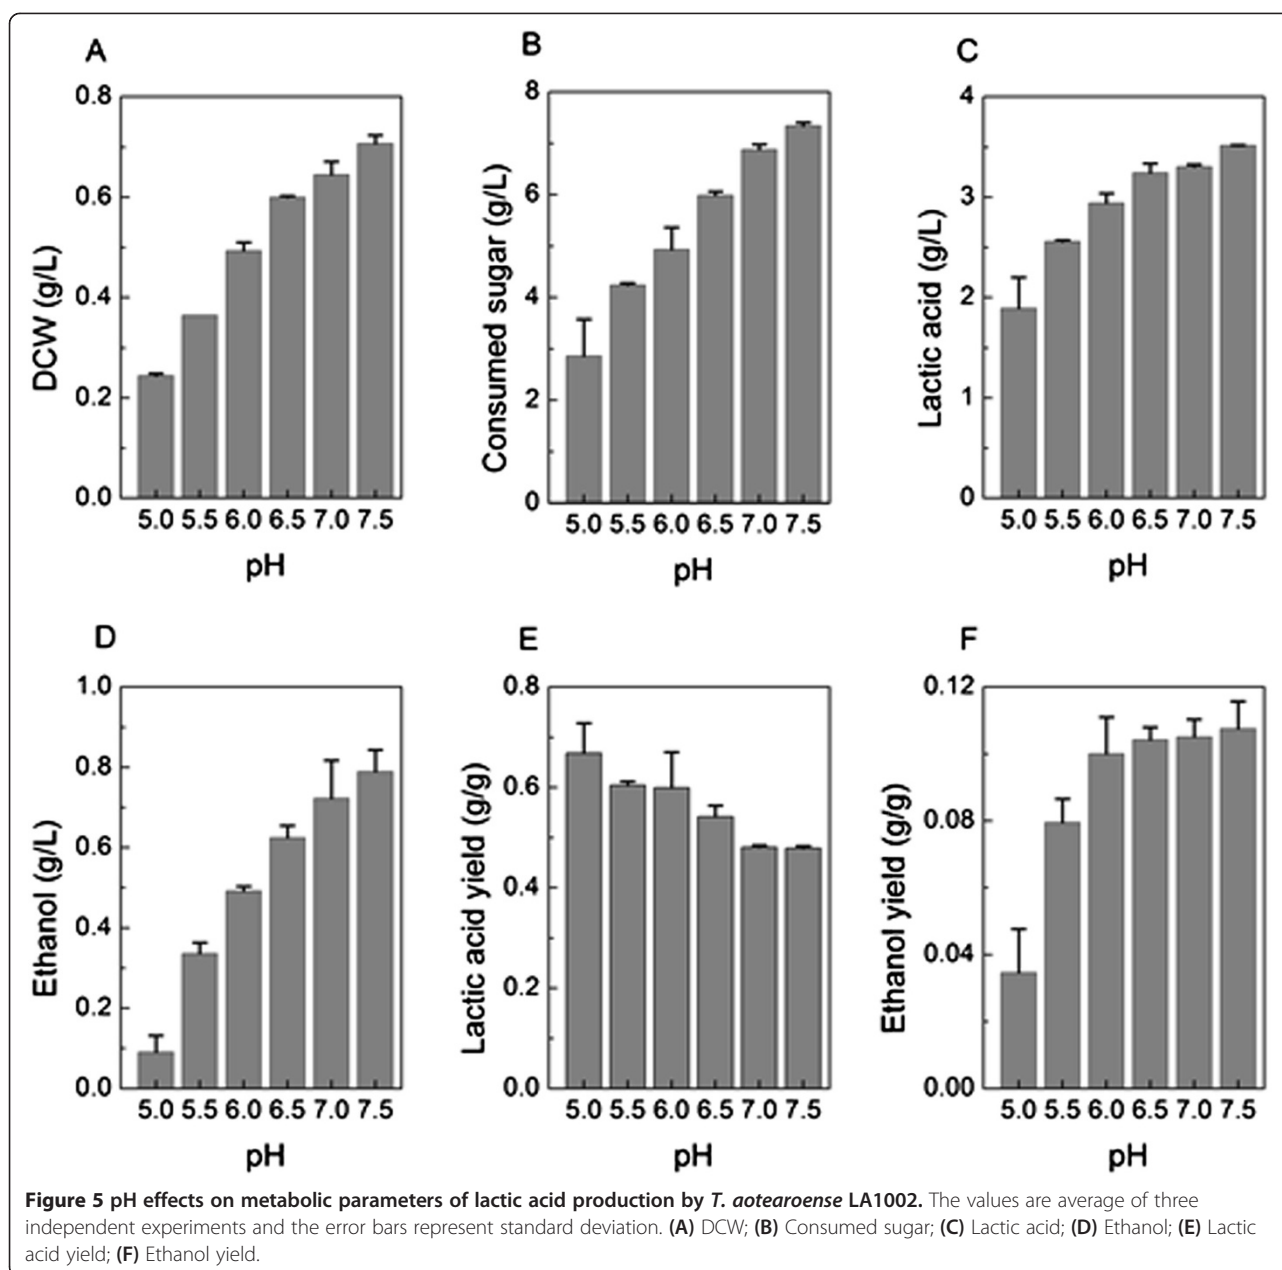 A
B
C
0.8
0.6
0.4
0.2
0.0
DCW (g/L)
5.0 5.5 6.0 6.5 7.0 7.5
pH
8
6
4
2
0
Consumed sugar (g/L)
5.0 5.5 6.0 6.5 7.0 7.5
pH
4
3
2
1
0
Lactic acid (g/L)
5.0 5.5 6.0 6.5 7.0 7.5
pH
D
E
F
1.0
0.8
0.6
0.4
0.2
0.0
Ethanol (g/L)
5.0 5.5 6.0 6.5 7.0 7.5
pH
0.8
0.6
0.4
0.2
0.0
Lactic acid yield (g/g)
5.0 5.5 6.0 6.5 7.0 7.5
pH
0.12
0.08
0.04
0.00
Ethanol yield (g/g)
5.0 5.5 6.0 6.5 7.0 7.5
pH
Figure 5 pH effects on metabolic parameters of lactic acid production by T. aotearoense LA1002. The values are average of three
independent experiments and the error bars represent standard deviation. (A) DCW; (B) Consumed sugar; (C) Lactic acid; (D) Ethanol; (E) Lactic
acid yield; (F) Ethanol yield.